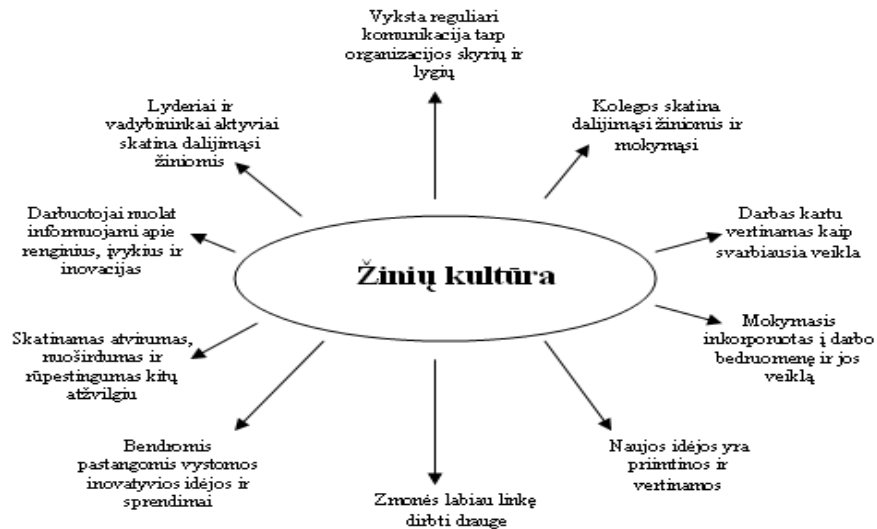 Vyksta reguliari
komunikacija tarp
organizacijos skyrių ir
lygių
Kolegos skatina
dalijimąsi žiniomis ir
mokymąsi
Darbas kartu
vertinamas kaip
svarbiausia veikla
Mokymasis
inkorporuotas į darbo
bedruomenę ir jos
veiklą
Naujos idėjos yra
priimtinos ir
vertinamos
Zmonės labiau linkę
dirbti drauge
Bendromis
pastangomis vystomos
inovatyvios idėjos ir
sprendimai
Skatinamas atvirumas,
nuoširdumas ir
rūpestingumas kitų
atžvilgiu
Darbuotojai nuolat
informuojami apie
renginius, įvykius ir
inovacijas
Lyderiai ir
vadybininkai aktyviai
skatina dalijimąsi
žiniomis
Žinių kultūra